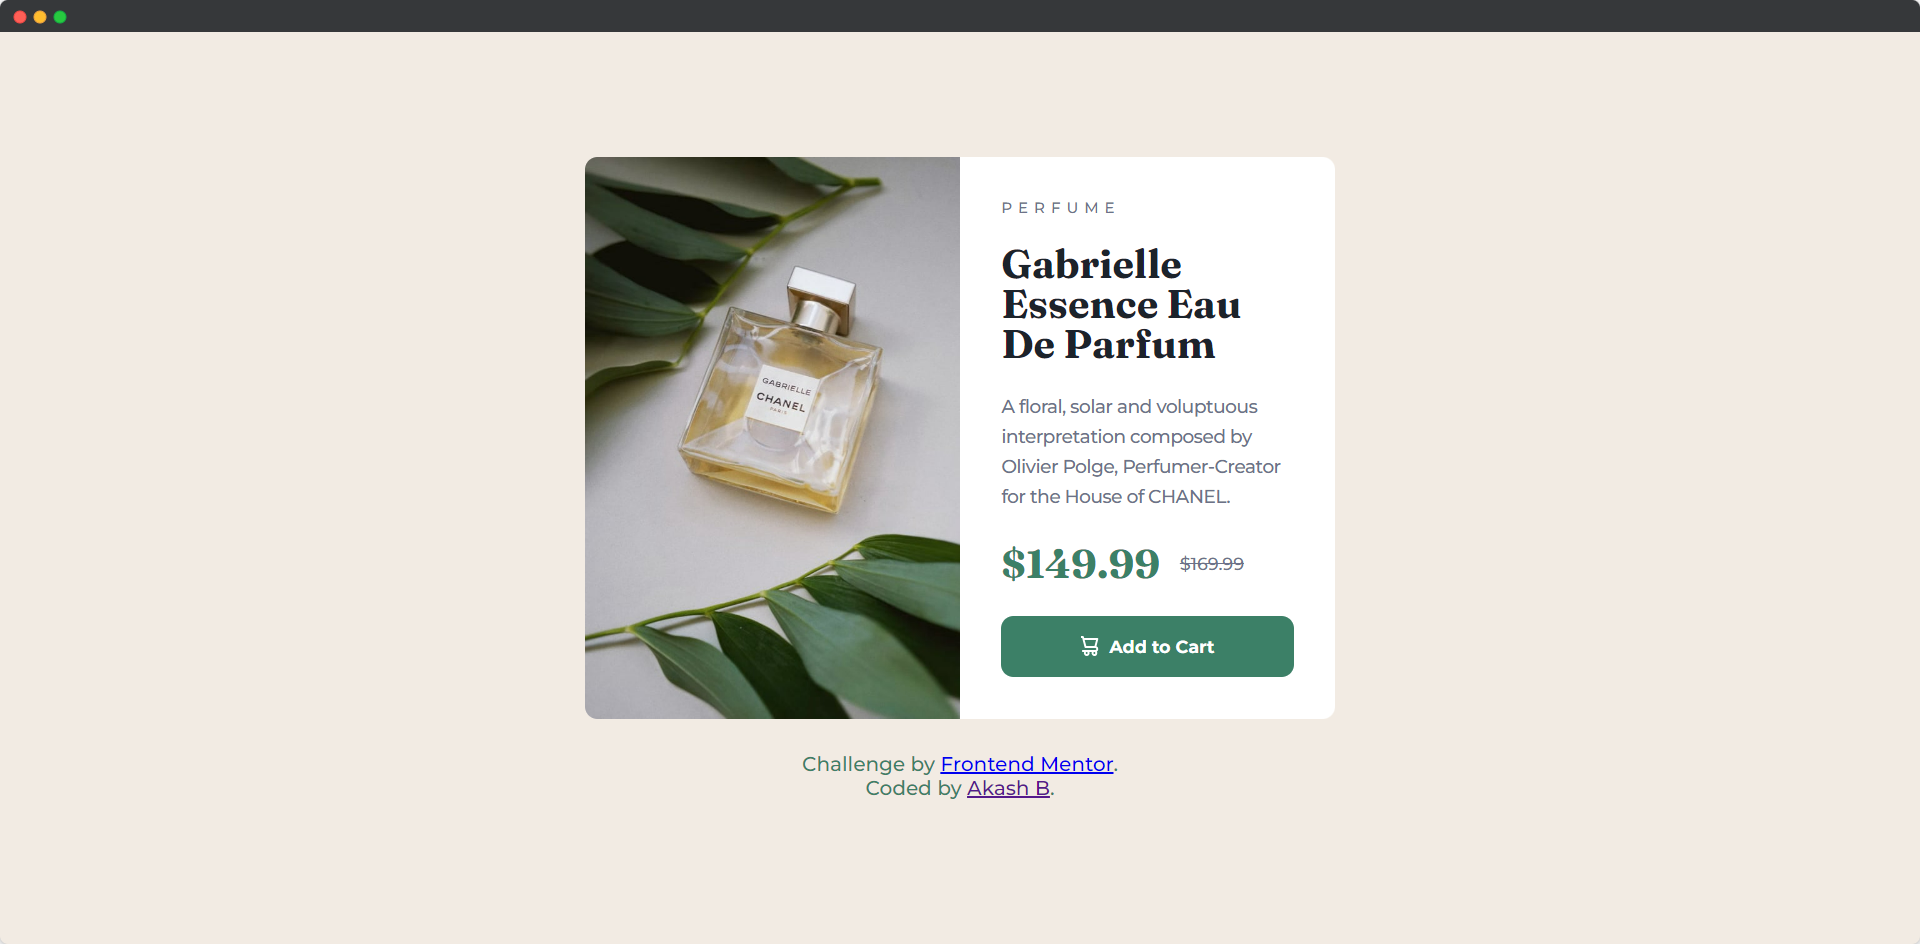 GABRIELLE
CHANEL
PARIS
PERFUME
Gabrielle
Essence Eau
De Parfum
A floral, solar and voluptuous
interpretation composed by
Olivier Polge, Perfumer-Creator
for the House of CHANEL.
$149.99 $169.99
Add to Cart
Challenge by Frontend Mentor.
Coded by Akash B.